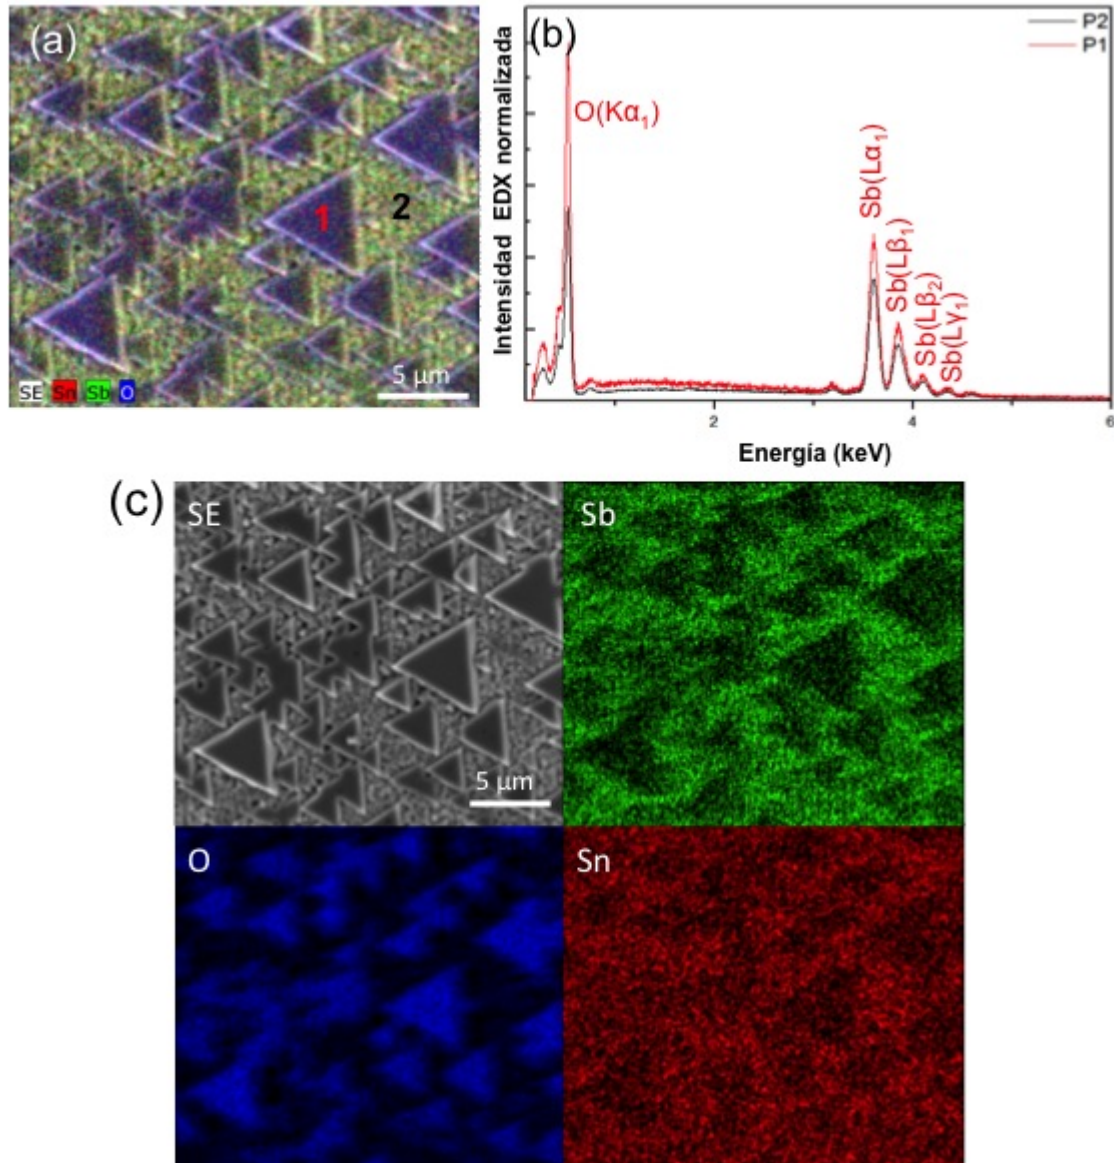 (a)
1
2
SE Sn Sb O
5 μm
(b)
P2
P1
Intensidad EDX normalizada
O(Kα₁)
Sb(Lα₁)
Sb(Lβ₁)
Sb(Lβ₂)
Sb(Lγ₁)
2
4
6
Energía (keV)
(c)
SE
5 μm
Sb
O
Sn